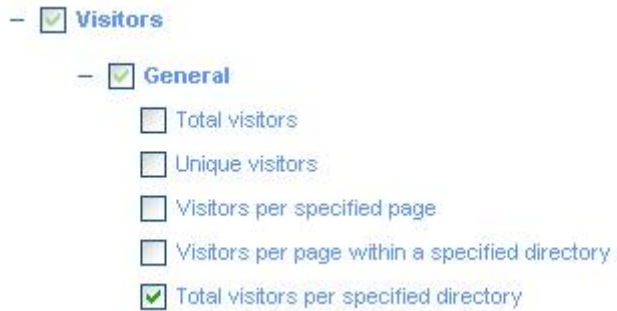 Visitors
General
Total visitors
Unique visitors
Visitors per specified page
Visitors per page within a specified directory
Total visitors per specified directory